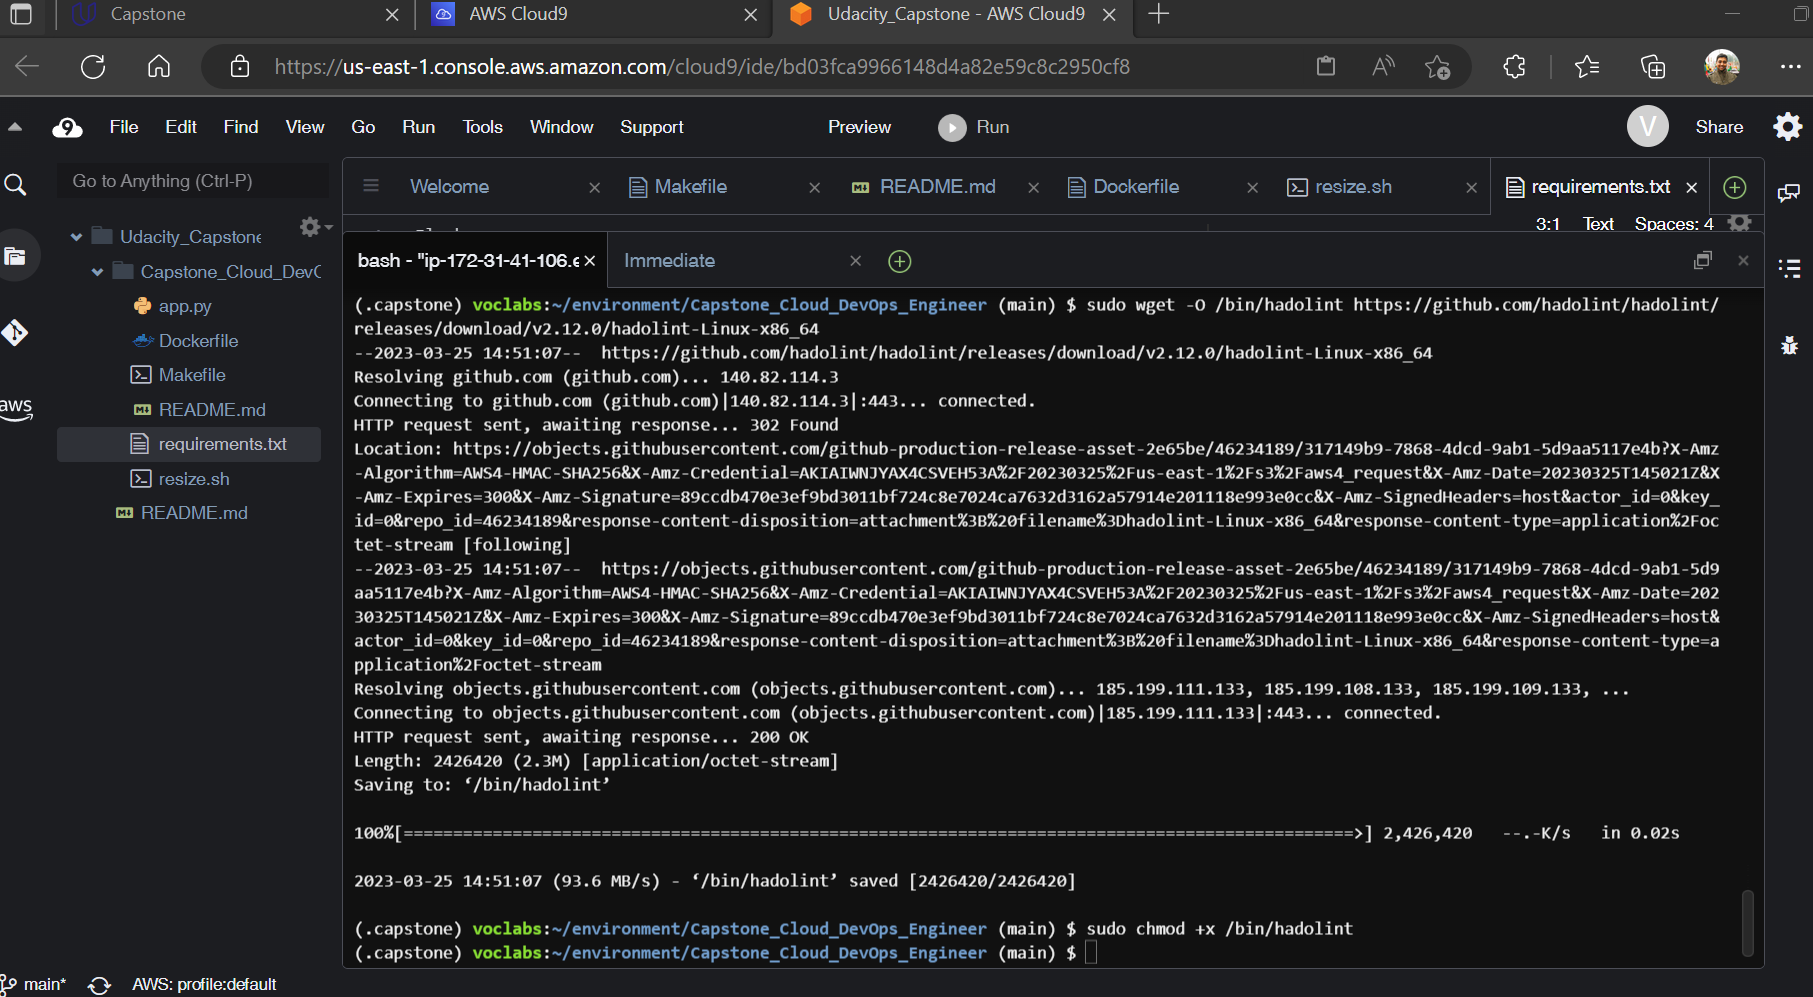 Capstone
AWS Cloud9
Udacity_Capstone - AWS Cloud9
https://us-east-1.console.aws.amazon.com/cloud9/ide/bd03fca9966148d4a82e59c8c2950cf8
9 File Edit Find View Go Run Tools Window Support Preview Run V Share
Go to Anything (Ctrl-P)
Welcome Makefile README.md Dockerfile resize.sh requirements.txt
3:1 Text Spaces: 4
Udacity_Capstone
Capstone_Cloud_DevO
app.py
Dockerfile
Makefile
README.md
requirements.txt
resize.sh
README.md
aws
bash - "ip-172-31-41-106.e Immediate
(.capstone) voclabs:~/environment/Capstone_Cloud_DevOps_Engineer (main) $ sudo wget -O /bin/hadolint https://github.com/hadolint/hadolint/
releases/download/v2.12.0/hadolint-Linux-x86_64
--2023-03-25 14:51:07--  https://github.com/hadolint/hadolint/releases/download/v2.12.0/hadolint-Linux-x86_64
Resolving github.com (github.com)... 140.82.114.3
Connecting to github.com (github.com)|140.82.114.3|:443... connected.
HTTP request sent, awaiting response... 302 Found
Location: https://objects.githubusercontent.com/github-production-release-asset-2e65be/46234189/317149b9-7868-4dcd-9ab1-5d9aa5117e4b?X-Amz
-Algorithm=AWS4-HMAC-SHA256&X-Amz-Credential=AKIAIWNJYAX4CSVEH53A%2F20230325%2Fus-east-1%2Fs3%2Faws4_request&X-Amz-Date=20230325T145021Z&X
-Amz-Expires=300&X-Amz-Signature=89ccdb470e3ef9bd3011bf724c8e7024ca7632d3162a57914e201118e993e0cc&X-Amz-SignedHeaders=host&actor_id=0&key_
id=0&repo_id=46234189&response-content-disposition=attachment%3B%20filename%3Dhadolint-Linux-x86_64&response-content-type=application%2Foc
tet-stream [following]
--2023-03-25 14:51:07--  https://objects.githubusercontent.com/github-production-release-asset-2e65be/46234189/317149b9-7868-4dcd-9ab1-5d9
aa5117e4b?X-Amz-Algorithm=AWS4-HMAC-SHA256&X-Amz-Credential=AKIAIWNJYAX4CSVEH53A%2F20230325%2Fus-east-1%2Fs3%2Faws4_request&X-Amz-Date=202
30325T145021Z&X-Amz-Expires=300&X-Amz-Signature=89ccdb470e3ef9bd3011bf724c8e7024ca7632d3162a57914e201118e993e0cc&X-Amz-SignedHeaders=host&
actor_id=0&key_id=0&repo_id=46234189&response-content-disposition=attachment%3B%20filename%3Dhadolint-Linux-x86_64&response-content-type=a
pplication%2Foctet-stream
Resolving objects.githubusercontent.com (objects.githubusercontent.com)... 185.199.111.133, 185.199.108.133, 185.199.109.133, ...
Connecting to objects.githubusercontent.com (objects.githubusercontent.com)|185.199.111.133|:443... connected.
HTTP request sent, awaiting response... 200 OK
Length: 2426420 (2.3M) [application/octet-stream]
Saving to: ‘/bin/hadolint’
100%[================================================================================================>] 2,426,420   --.-K/s   in 0.02s
2023-03-25 14:51:07 (93.6 MB/s) - ‘/bin/hadolint’ saved [2426420/2426420]
(.capstone) voclabs:~/environment/Capstone_Cloud_DevOps_Engineer (main) $ sudo chmod +x /bin/hadolint
(.capstone) voclabs:~/environment/Capstone_Cloud_DevOps_Engineer (main) $
main* AWS: profile:default